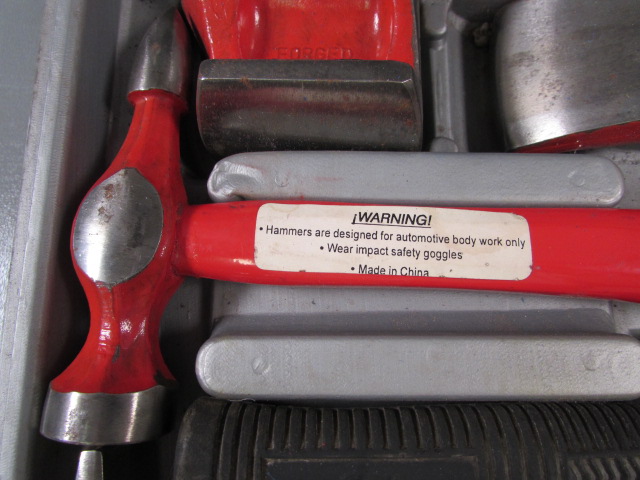 FORGED
¡WARNING!
• Hammers are designed for automotive body work only
• Wear impact safety goggles
• Made in China